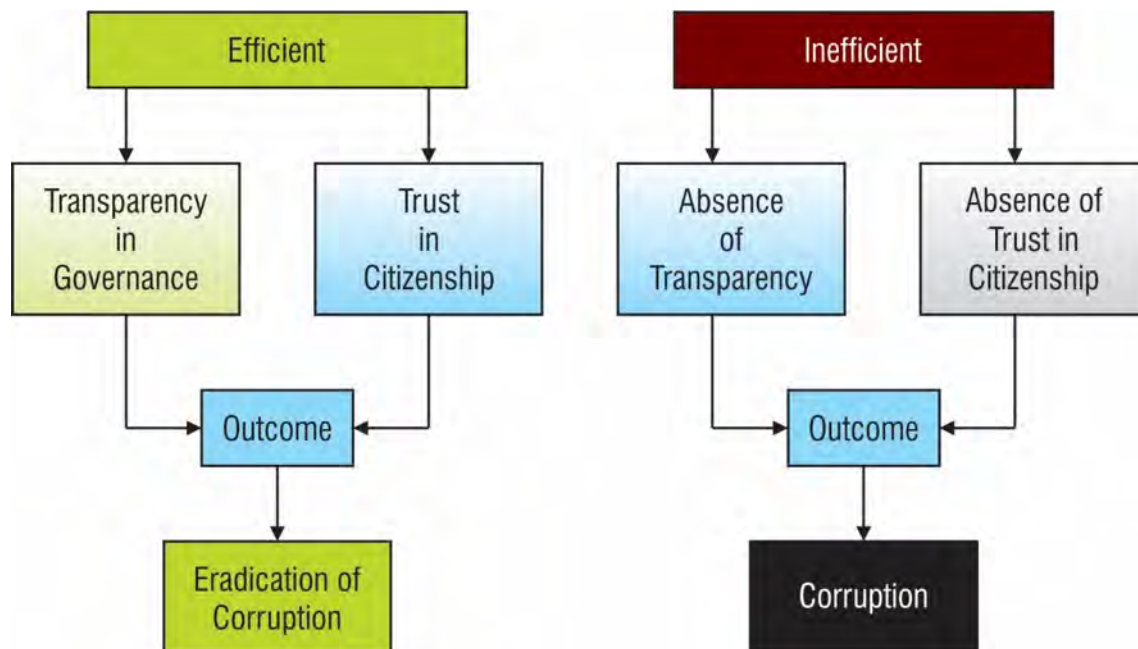 Efficient
Transparency
in
Governance
Trust
in
Citizenship
Outcome
Eradication of
Corruption
Inefficient
Absence
of
Transparency
Absence of
Trust in
Citizenship
Outcome
Corruption